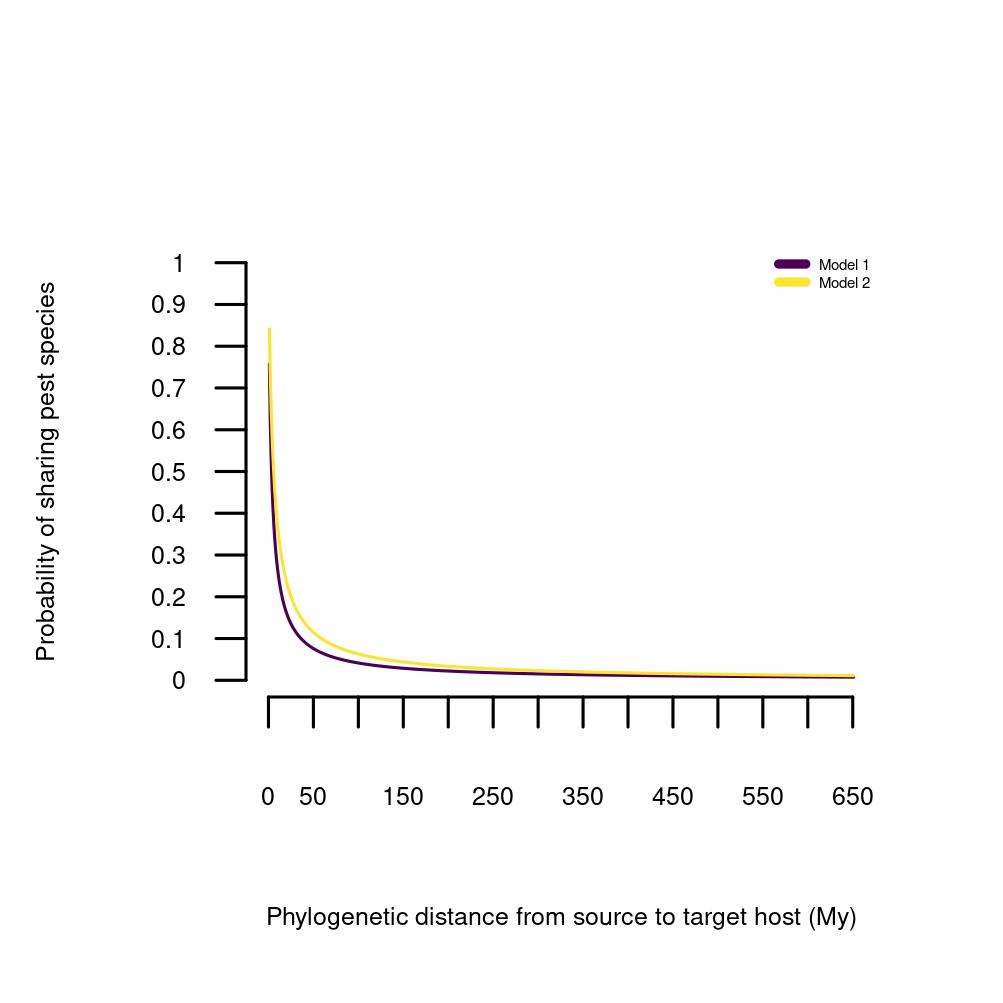 Model 1
Model 2
Probability of sharing pest species
1
0.9
0.8
0.7
0.6
0.5
0.4
0.3
0.2
0.1
0
0 50 150 250 350 450 550 650
Phylogenetic distance from source to target host (My)